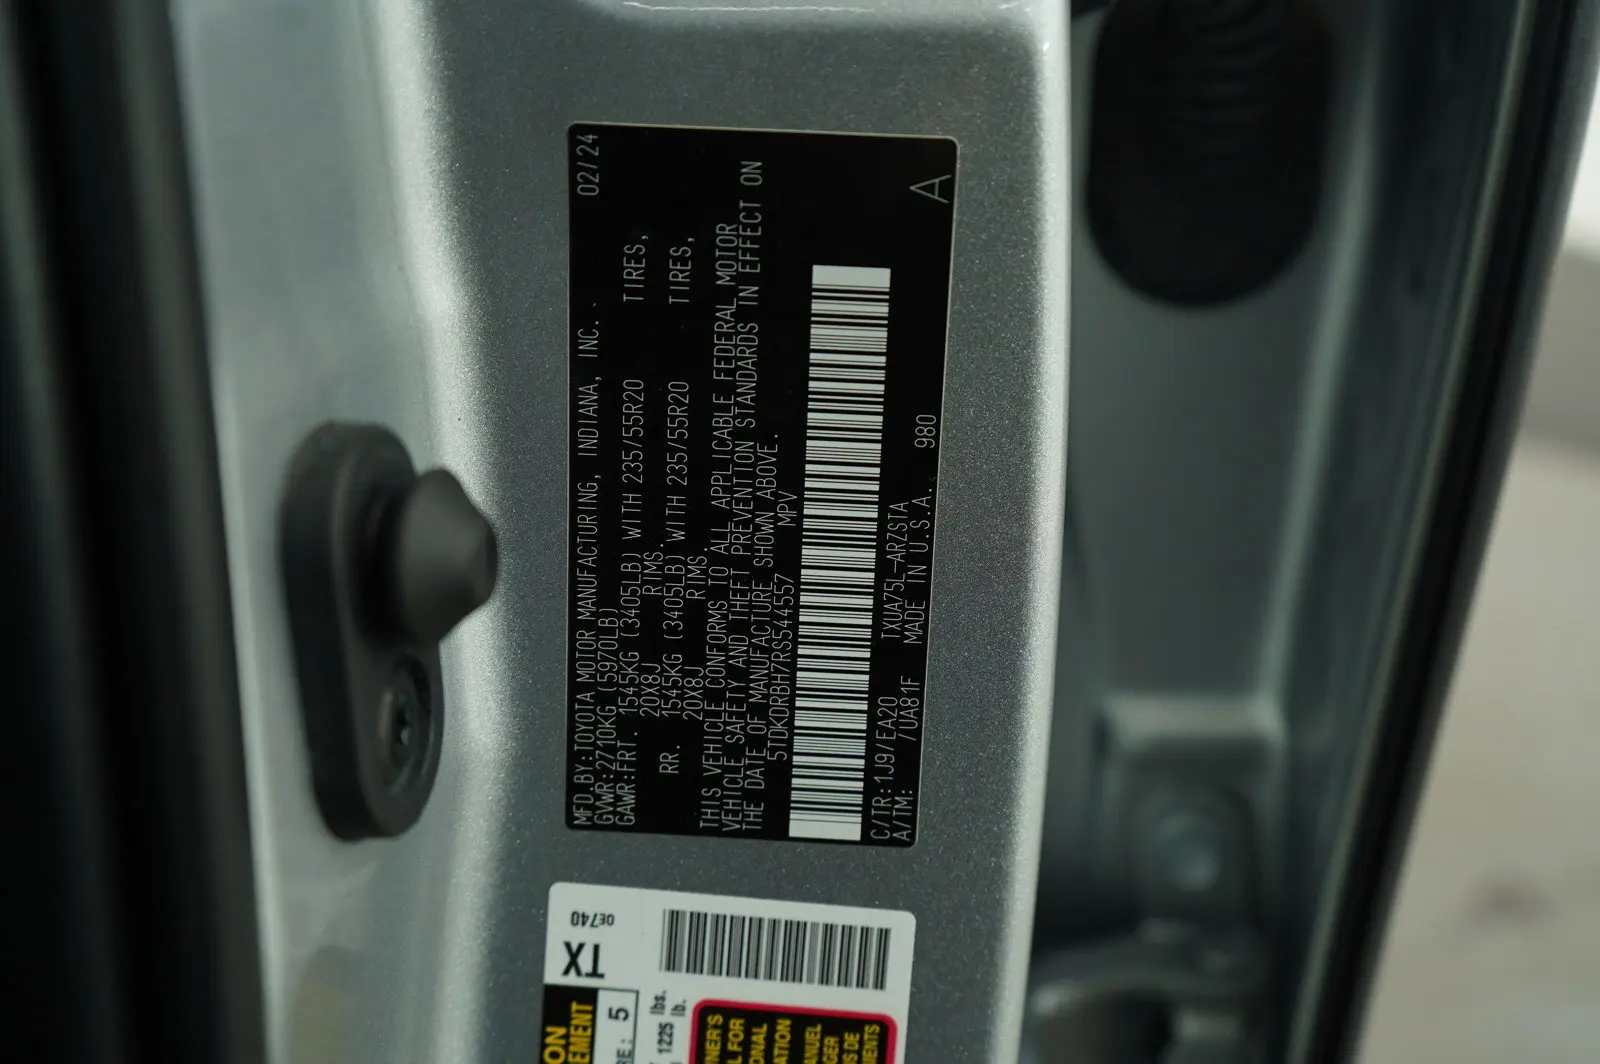 02/24
MFD.BY:TOYOTA MOTOR MANUFACTURING, INDIANA, INC.
GVWR:2710KG (5970LB)
GAWR:FRT. 1545KG (3405LB) WITH 235/55R20 TIRES,
20X8J RIMS.
RR. 1545KG (3405LB) WITH 235/55R20 TIRES,
20X8J RIMS.
THIS VEHICLE CONFORMS TO ALL APPLICABLE FEDERAL MOTOR
VEHICLE SAFETY AND THEFT PREVENTION STANDARDS IN EFFECT ON
THE DATE OF MANUFACTURE SHOWN ABOVE.
5TDKDRBH7RS544557 MPV
C/TR:1J9/EA20 TXUA75L-ARZSTA 980
A/TM: /UA81F MADE IN U.S.A.
A
0E740
TX
5
1225 lbs.
lb.